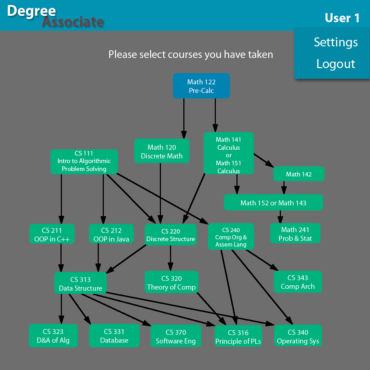 Degree
Associate
User 1
Settings
Logout
Please select courses you have taken
Math 122
Pre-Calc
Math 120
Discrete Math
Math 141
Calculus
or
Math 151
Calculus
CS 111
Intro to Algorithmic
Problem Solving
Math 142
Math 152 or Math 143
CS 211
OOP in C++
CS 212
OOP in Java
CS 220
Discrete Structure
CS 240
Comp Org &
Assem Lang
Math 241
Prob & Stat
CS 313
Data Structure
CS 320
Theory of Comp
CS 343
Comp Arch
CS 323
D&A of Alg
CS 331
Database
CS 370
Software Eng
CS 316
Principle of PLs
CS 340
Operating Sys